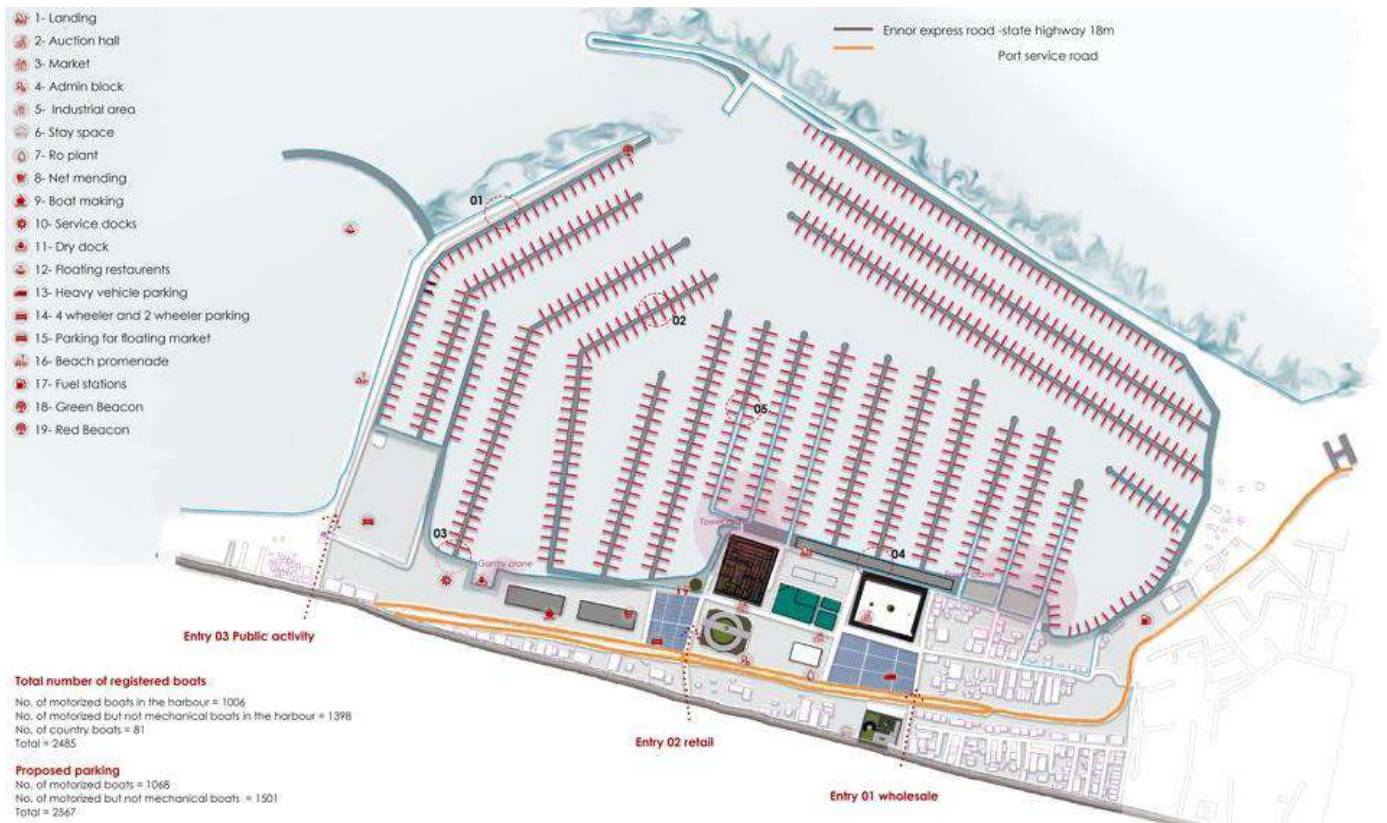 1- Landing
2- Auction hall
3- Market
4- Admin block
5- Industrial area
6- Stay space
7- Ro plant
8- Net mending
9- Boat making
10- Service docks
11- Dry dock
12- Floating restaurents
13- Heavy vehicle parking
14- 4 wheeler and 2 wheeler parking
15- Parking for floating market
16- Beach promenade
17- Fuel stations
18- Green Beacon
19- Red Beacon
Ennor express road -state highway 18m
Port service road
01
02
05
03
04
Entry 03 Public activity
Entry 02 retail
Entry 01 wholesale
Total number of registered boats
No. of motorized boats in the harbour = 1006
No. of motorized but not mechanical boats in the harbour = 1398
No. of country boats = 81
Total = 2485
Proposed parking
No. of motorized boats = 1068
No. of motorized but not mechanical boats = 1501
Total = 2567